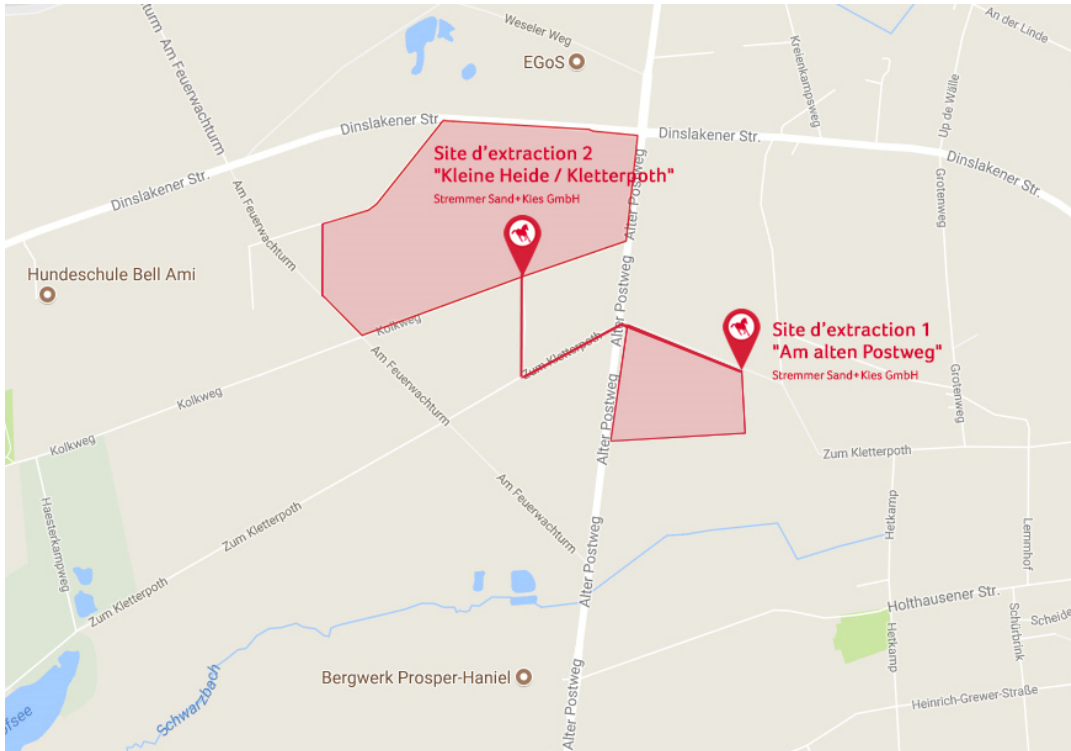 Weseler Weg
An der Linde
EGoS
Am Feuerwachturm
Kreienkampsweg
Up de Wälle
Dinslakener Str.
Dinslakener Str.
Dinslakener Str.
Dinslakener Str.
Site d'extraction 2
"Kleine Heide / Kletterpoth"
Stremmer Sand+Kies GmbH
Alter Postweg
Grotenweg
Am Feuerwachturm
Hundeschule Bell Ami
Kolkweg
Alter Postweg
Site d'extraction 1
"Am alten Postweg"
Stremmer Sand+Kies GmbH
Zum Kletterpoth
Am Feuerwachturm
Kolkweg
Grotenweg
Alter Postweg
Kolkweg
Zum Kletterpoth
Am Feuerwachturm
Haesterkampweg
Zum Kletterpoth
Hetkamp
Lemmhof
Alter Postweg
Zum Kletterpoth
Holthausener Str.
Schürbrink
Scheide
Hetkamp
Bergwerk Prosper-Haniel
Schwarzbach
Alter Postweg
Heinrich-Grewer-Straße
ofsee